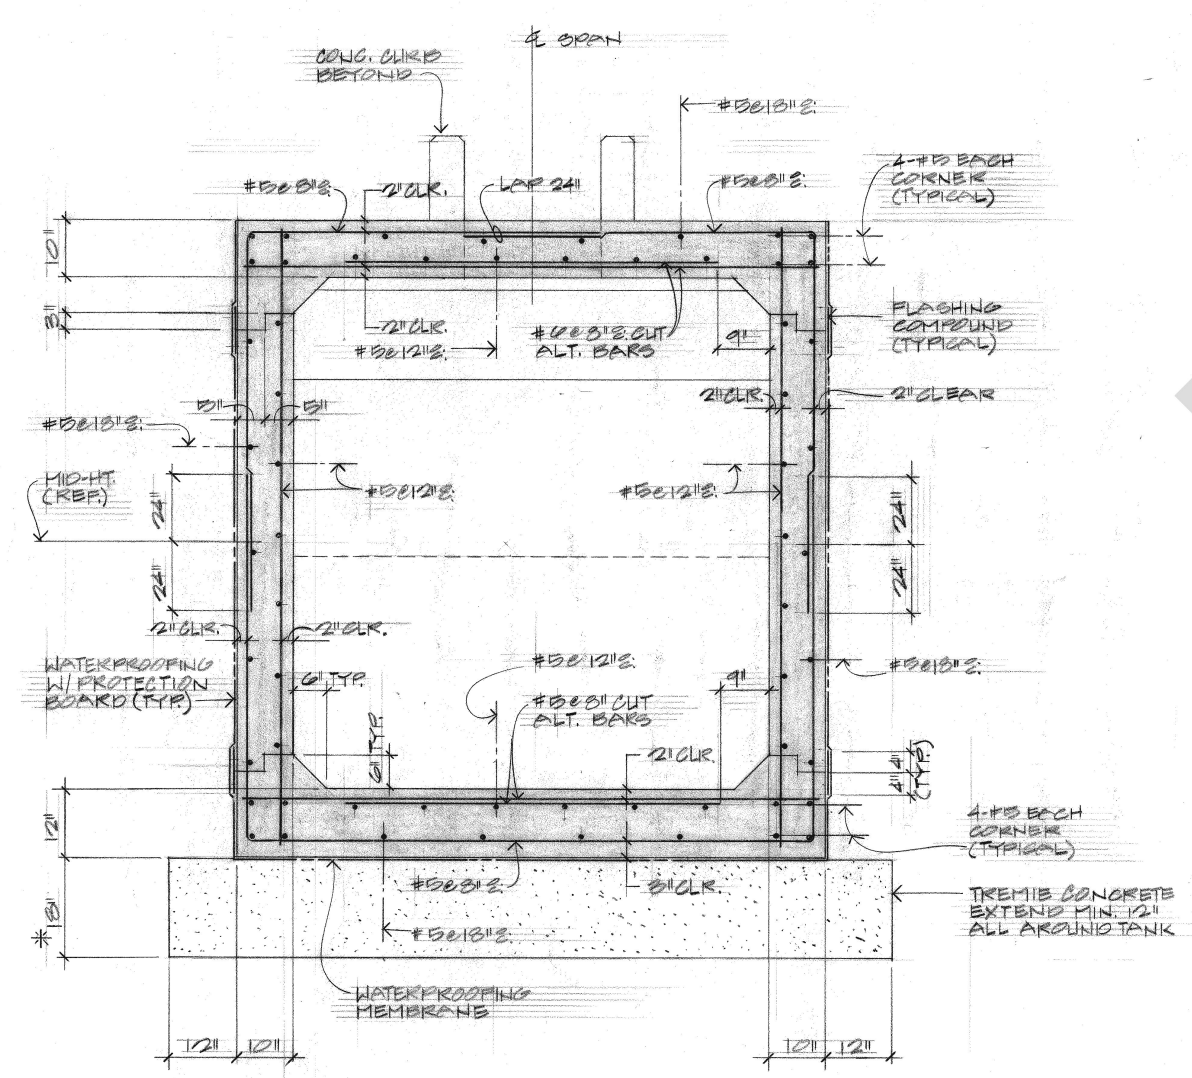 ℄ SPAN
CONC. CURB
BEYOND
#5@18"±
4-#5 EACH
CORNER
(TYPICAL)
#5@8"±
2"CLR.
LAP 24"
#5@8"±
10"
3"
2"CLR.
#5@12"±
#6@8"± CUT
ALT. BARS
9"
FLASHING
COMPOUND
(TYPICAL)
5"
5"
2"CLR.
2"CLEAR
#5@18"±
MID-HT.
(REF.)
24"
#5@12"±
#5@12"±
24"
24"
24"
2"CLR.
2"CLR.
WATERPROOFING
W/ PROTECTION
BOARD (TYP.)
6" TYP.
#5@12"±
9"
#5@18"±
#5@8" CUT
ALT. BARS
6" TYP.
2"CLR.
4" 4"
(TYP.)
12"
4-#5 EACH
CORNER
(TYPICAL)
#5@8"±
3"CLR.
TREMIE CONCRETE
EXTEND MIN. 12"
ALL AROUND TANK
*18"
#5@18"±
WATERPROOFING
MEMBRANE
12"
10"
10"
12"